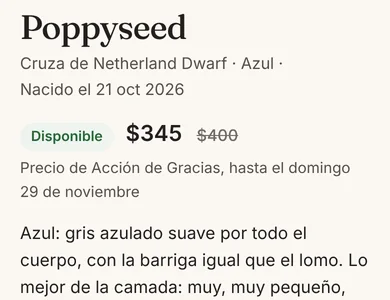 Poppyseed
Cruza de Netherland Dwarf · Azul ·
Nacido el 21 oct 2026
Disponible $345 $400
Precio de Acción de Gracias, hasta el domingo
29 de noviembre
Azul: gris azulado suave por todo el
cuerpo, con la barriga igual que el lomo. Lo
mejor de la camada: muy, muy pequeño,